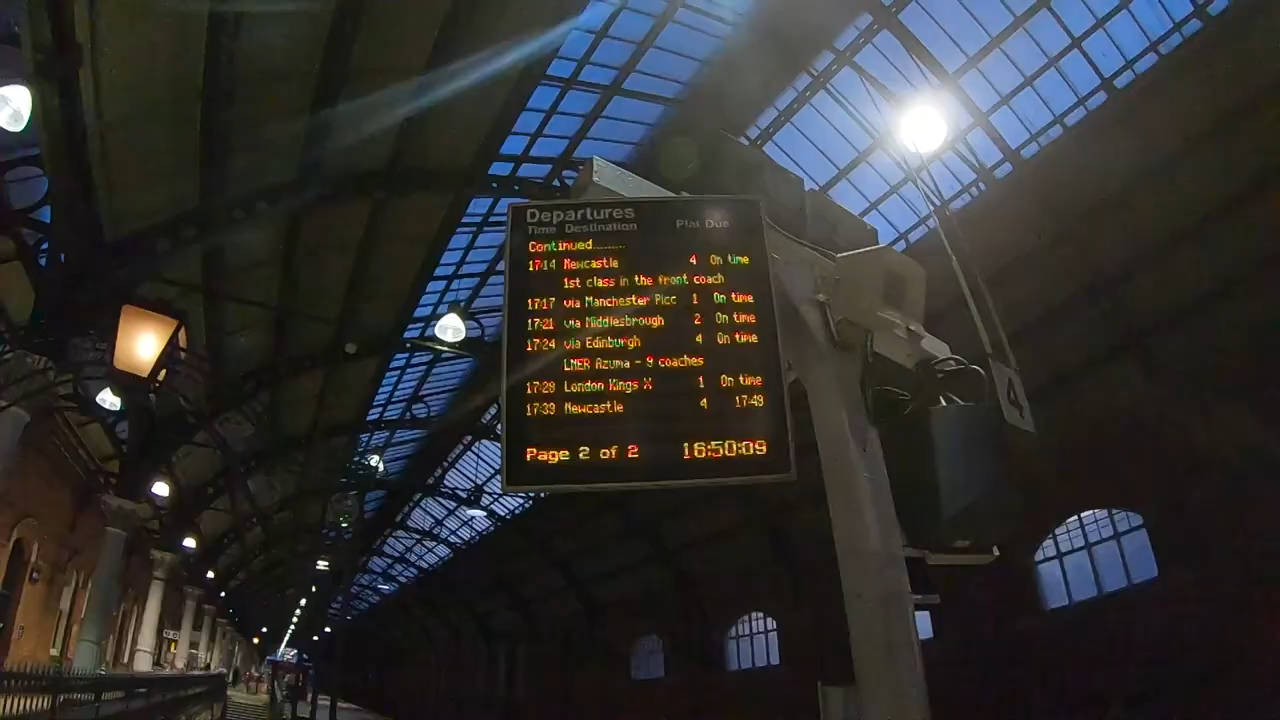 Departures
Time Destination Plat Due
Continued........
17:14 Newcastle 4 On time
1st class in the front coach
17:17 via Manchester Picc 1 On time
17:21 via Middlesbrough 2 On time
17:24 via Edinburgh 4 On time
LNER Azuma - 9 coaches
17:29 London Kings X 1 On time
17:39 Newcastle 4 17:49
Page 2 of 2 16:50:09
4